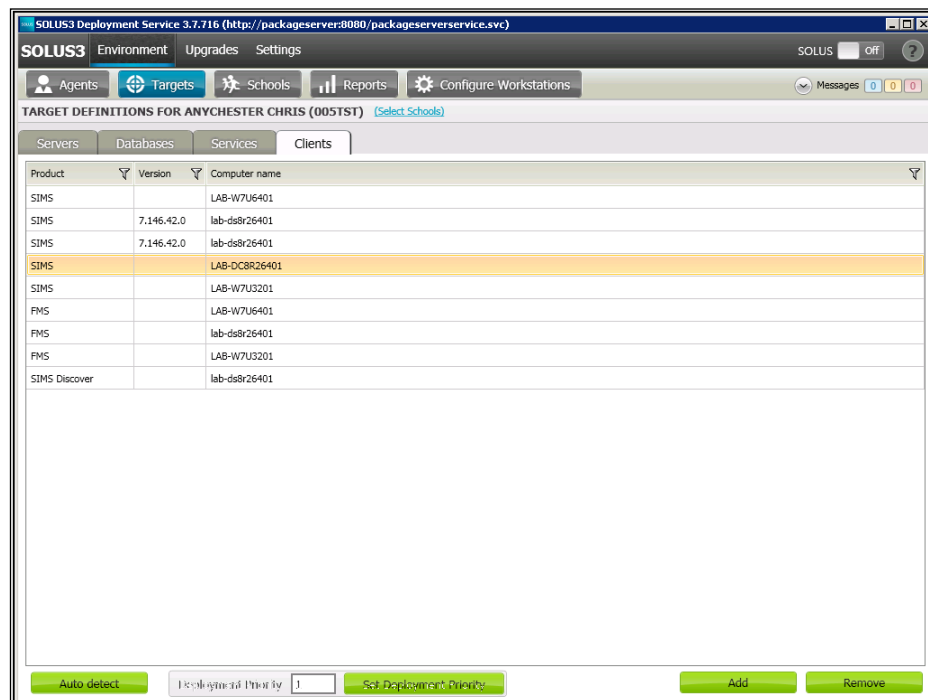 SOLUS3 Deployment Service 3.7.716 (http://packageserver:8080/packageserverservice.svc)
SOLUS3 Environment Upgrades Settings SOLUS Off ?
Agents Targets Schools Reports Configure Workstations Messages 0 0 0
TARGET DEFINITIONS FOR ANYCHESTER CHRIS (005TST) (Select Schools)
Servers Databases Services Clients
Product Version Computer name
SIMS LAB-W7U6401
SIMS 7.146.42.0 lab-ds8r26401
SIMS 7.146.42.0 lab-ds8r26401
SIMS LAB-DC8R26401
SIMS LAB-W7U3201
FMS LAB-W7U6401
FMS lab-ds8r26401
FMS LAB-W7U3201
SIMS Discover lab-ds8r26401
Auto detect Deployment Priority 1 Set Deployment Priority Add Remove